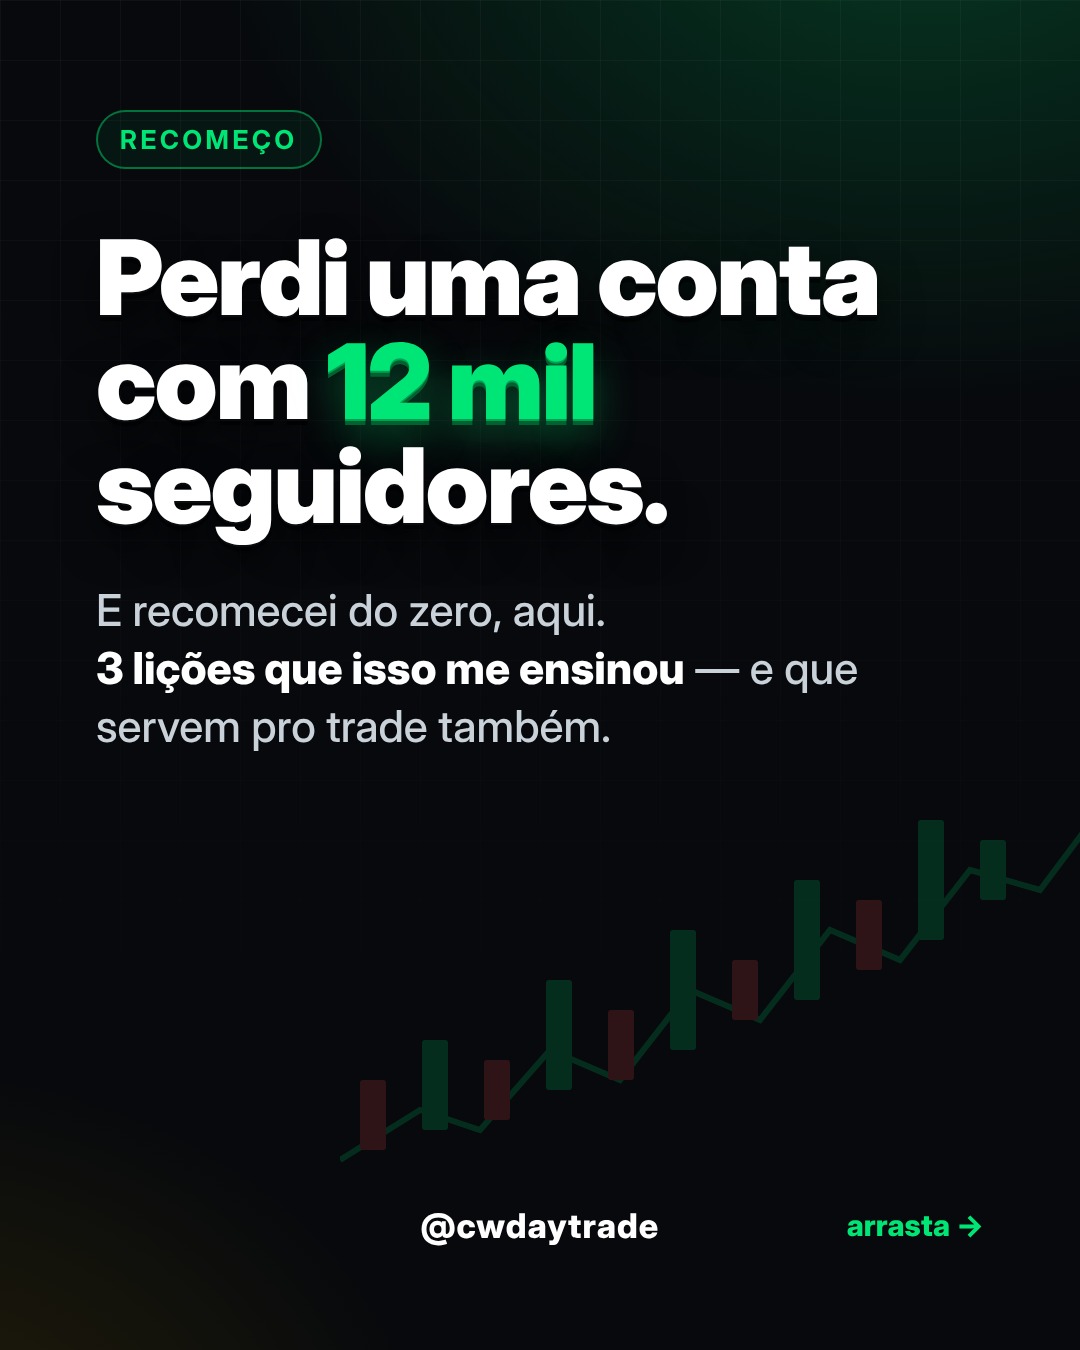 RECOMEÇO
Perdi uma conta
com 12 mil
seguidores.
E recomecei do zero, aqui.
3 lições que isso me ensinou — e que
servem pro trade também.
@cwdaytrade
arrasta →